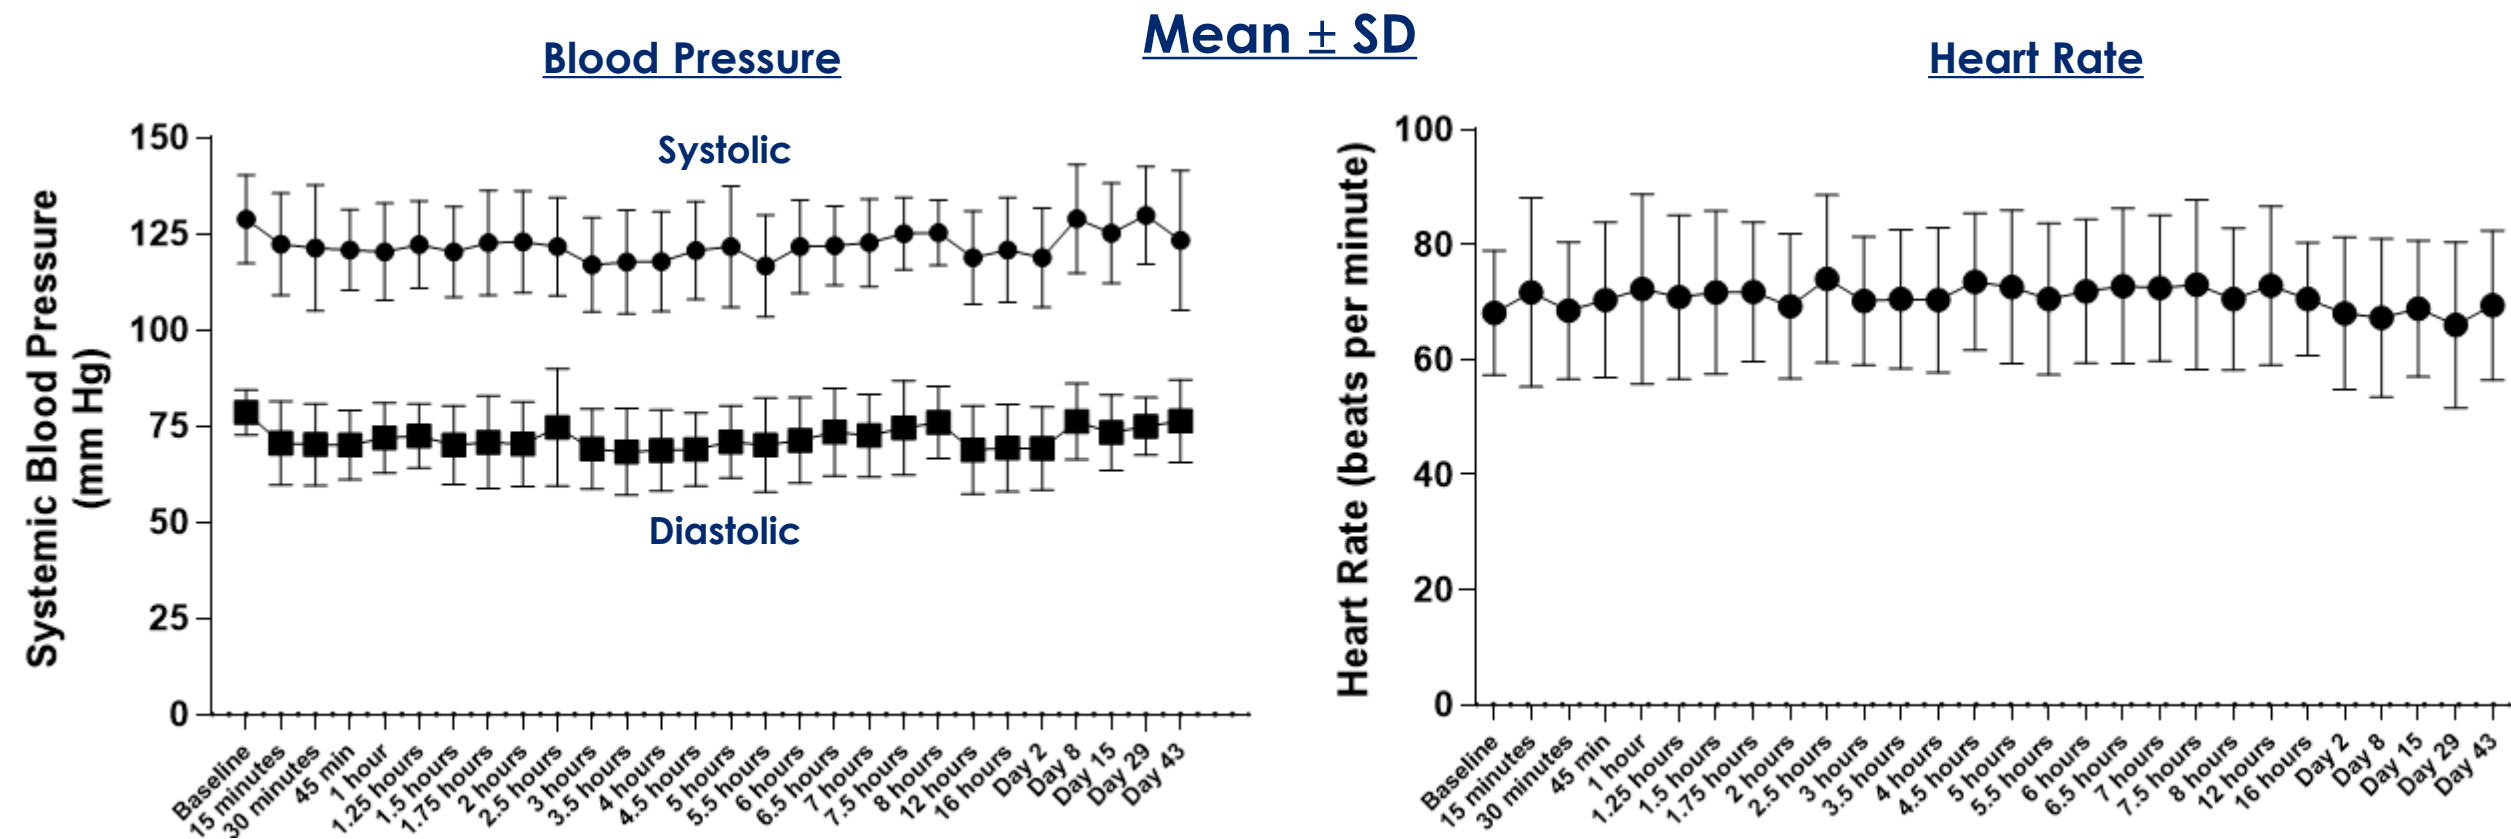 Mean ± SD
Blood Pressure
Heart Rate
Systemic Blood Pressure
(mm Hg)
150
125
100
75
50
25
0
Systolic
Diastolic
Baseline
15 minutes
30 minutes
45 min
1 hour
1.25 hours
1.5 hours
1.75 hours
2 hours
2.5 hours
3 hours
3.5 hours
4 hours
4.5 hours
5 hours
5.5 hours
6 hours
6.5 hours
7 hours
7.5 hours
8 hours
12 hours
16 hours
Day 2
Day 8
Day 15
Day 29
Day 43
Heart Rate (beats per minute)
100
80
60
40
20
0
Baseline
15 minutes
30 minutes
45 min
1 hour
1.25 hours
1.5 hours
1.75 hours
2 hours
2.5 hours
3 hours
3.5 hours
4 hours
4.5 hours
5 hours
5.5 hours
6 hours
6.5 hours
7 hours
7.5 hours
8 hours
12 hours
16 hours
Day 2
Day 8
Day 15
Day 29
Day 43